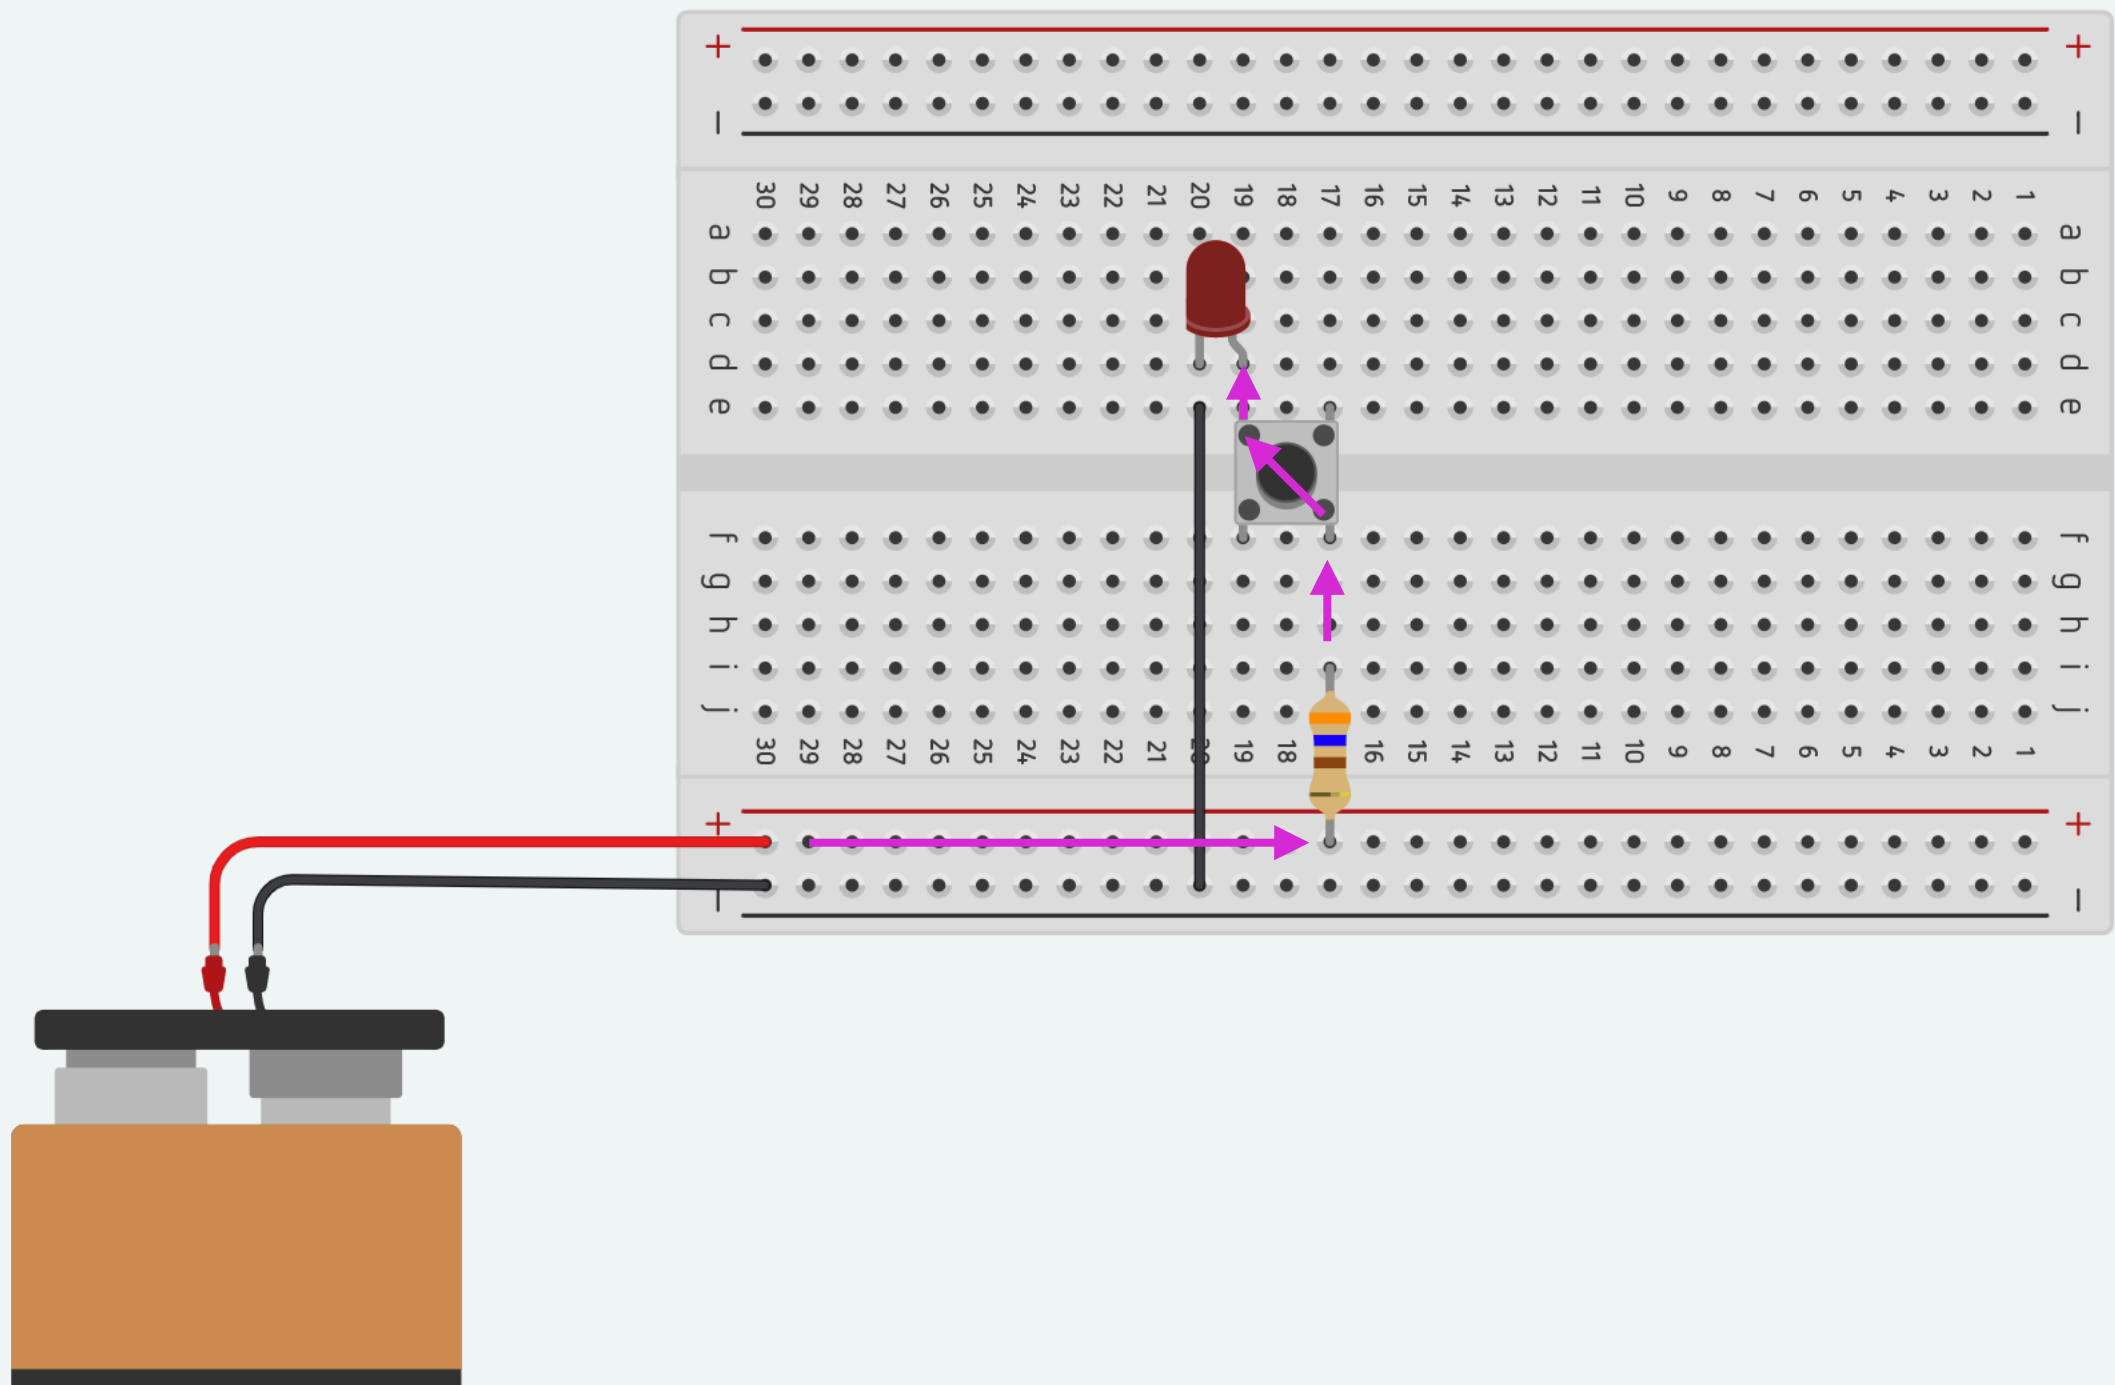 + +
− −
30 29 28 27 26 25 24 23 22 21 20 19 18 17 16 15 14 13 12 11 10 9 8 7 6 5 4 3 2 1
a a
b b
c c
d d
e e
f f
g g
h h
i i
j j
30 29 28 27 26 25 24 23 22 21 20 19 18 16 15 14 13 12 11 10 9 8 7 6 5 4 3 2 1
+ +
− −